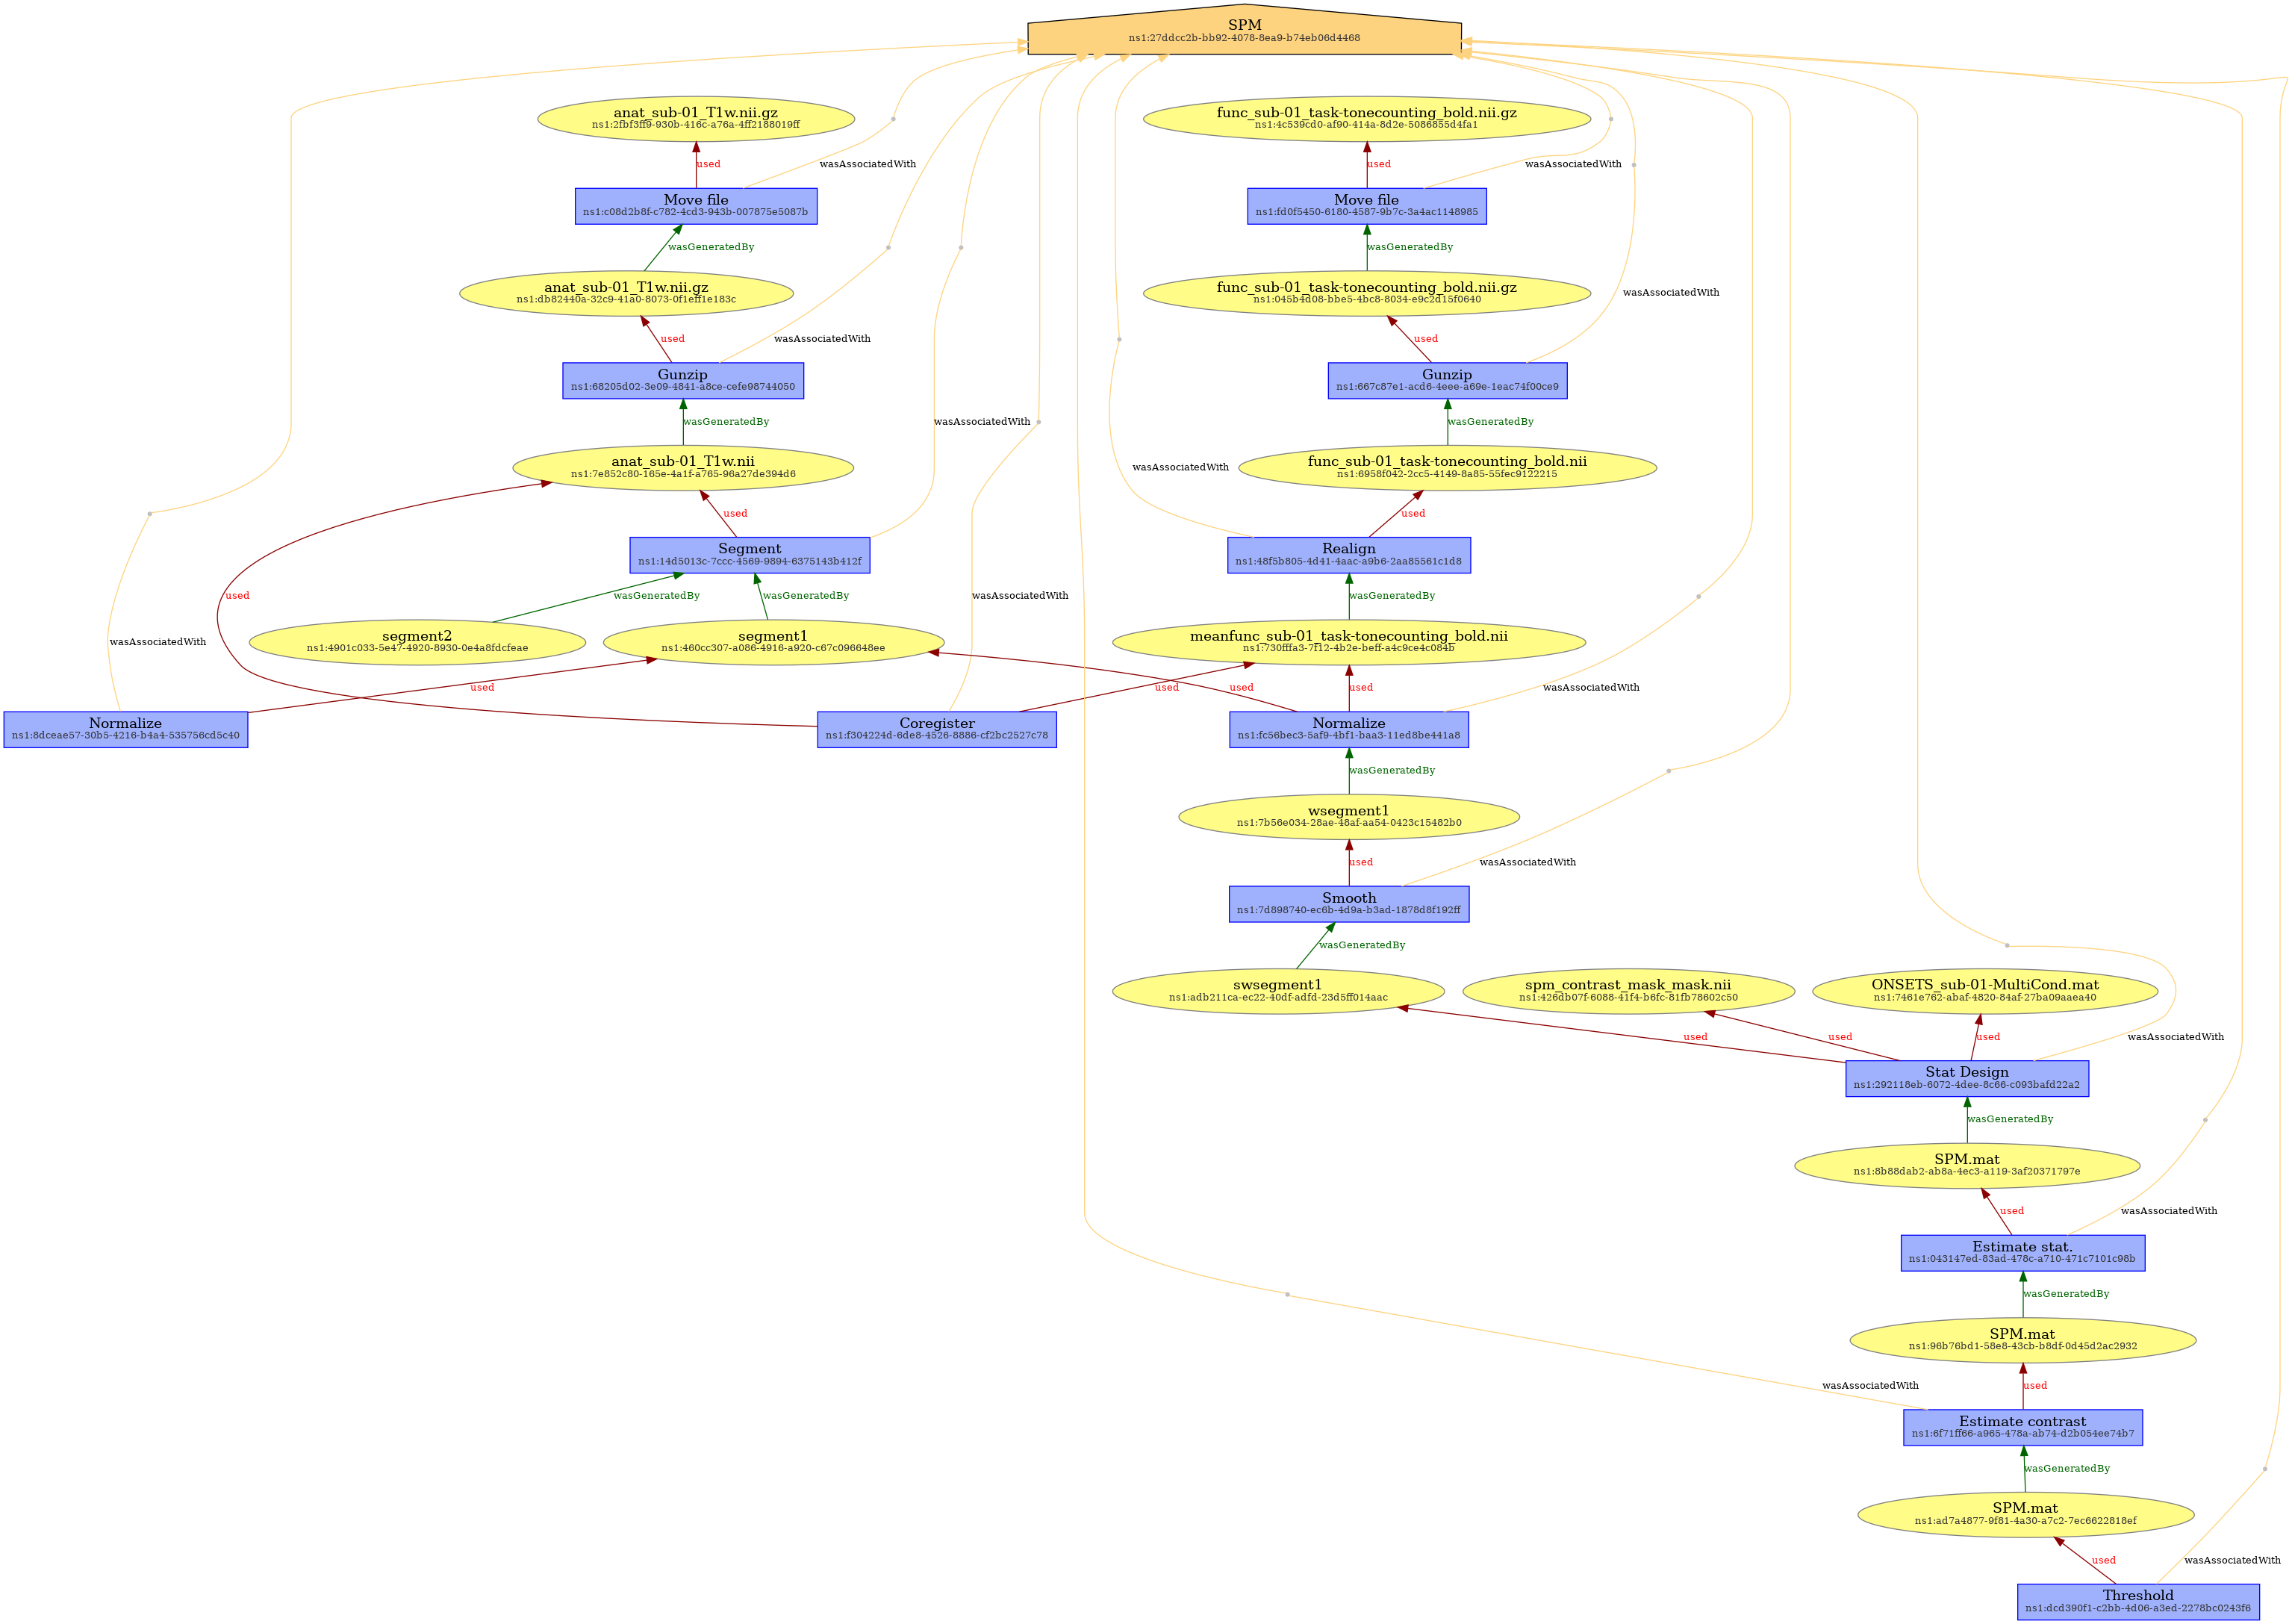 SPM
ns1:27ddcc2b-bb92-4078-8ea9-b74eb06d4468
anat_sub-01_T1w.nii.gz
ns1:2fbf3ff9-930b-416c-a76a-4ff2188019ff
func_sub-01_task-tonecounting_bold.nii.gz
ns1:4c539cd0-af90-414a-8d2e-5086855d4fa1
used
wasAssociatedWith
used
wasAssociatedWith
Move file
ns1:c08d2b8f-c782-4cd3-943b-007875e5087b
Move file
ns1:fd0f5450-6180-4587-9b7c-3a4ac1148985
wasGeneratedBy
wasGeneratedBy
anat_sub-01_T1w.nii.gz
ns1:db82440a-32c9-41a0-8073-0f1eff1e183c
func_sub-01_task-tonecounting_bold.nii.gz
ns1:045b4d08-bbe5-4bc8-8034-e9c2d15f0640
wasAssociatedWith
used
wasAssociatedWith
used
Gunzip
ns1:68205d02-3e09-4841-a8ce-cefe98744050
Gunzip
ns1:667c87e1-acd6-4eee-a69e-1eac74f00ce9
wasGeneratedBy
wasAssociatedWith
wasGeneratedBy
anat_sub-01_T1w.nii
ns1:7e852c80-165e-4a1f-a765-96a27de394d6
wasAssociatedWith
func_sub-01_task-tonecounting_bold.nii
ns1:6958f042-2cc5-4149-8a85-55fec9122215
used
used
Segment
ns1:14d5013c-7ccc-4569-9894-6375143b412f
Realign
ns1:48f5b805-4d41-4aac-a9b6-2aa85561c1d8
used
wasGeneratedBy
wasGeneratedBy
wasAssociatedWith
wasGeneratedBy
wasAssociatedWith
segment2
ns1:4901c033-5e47-4920-8930-0e4a8fdcfeae
segment1
ns1:460cc307-a086-4916-a920-c67c096648ee
meanfunc_sub-01_task-tonecounting_bold.nii
ns1:730fffa3-7f12-4b2e-beff-a4c9ce4c084b
used
used
used
used
wasAssociatedWith
Normalize
ns1:8dceae57-30b5-4216-b4a4-535756cd5c40
Coregister
ns1:f304224d-6de8-4526-8886-cf2bc2527c78
Normalize
ns1:fc56bec3-5af9-4bf1-baa3-11ed8be441a8
wasGeneratedBy
wsegment1
ns1:7b56e034-28ae-48af-aa54-0423c15482b0
used
wasAssociatedWith
Smooth
ns1:7d898740-ec6b-4d9a-b3ad-1878d8f192ff
wasGeneratedBy
swsegment1
ns1:adb211ca-ec22-40df-adfd-23d5ff014aac
spm_contrast_mask_mask.nii
ns1:426db07f-6088-41f4-b6fc-81fb78602c50
ONSETS_sub-01-MultiCond.mat
ns1:7461e762-abaf-4820-84af-27ba09aaea40
used
used
used
wasAssociatedWith
Stat Design
ns1:292118eb-6072-4dee-8c66-c093bafd22a2
wasGeneratedBy
SPM.mat
ns1:8b88dab2-ab8a-4ec3-a119-3af20371797e
used
wasAssociatedWith
Estimate stat.
ns1:043147ed-83ad-478c-a710-471c7101c98b
wasGeneratedBy
SPM.mat
ns1:96b76bd1-58e8-43cb-b8df-0d45d2ac2932
wasAssociatedWith
used
Estimate contrast
ns1:6f71ff66-a965-478a-ab74-d2b054ee74b7
wasGeneratedBy
SPM.mat
ns1:ad7a4877-9f81-4a30-a7c2-7ec6622818ef
used
wasAssociatedWith
Threshold
ns1:dcd390f1-c2bb-4d06-a3ed-2278bc0243f6